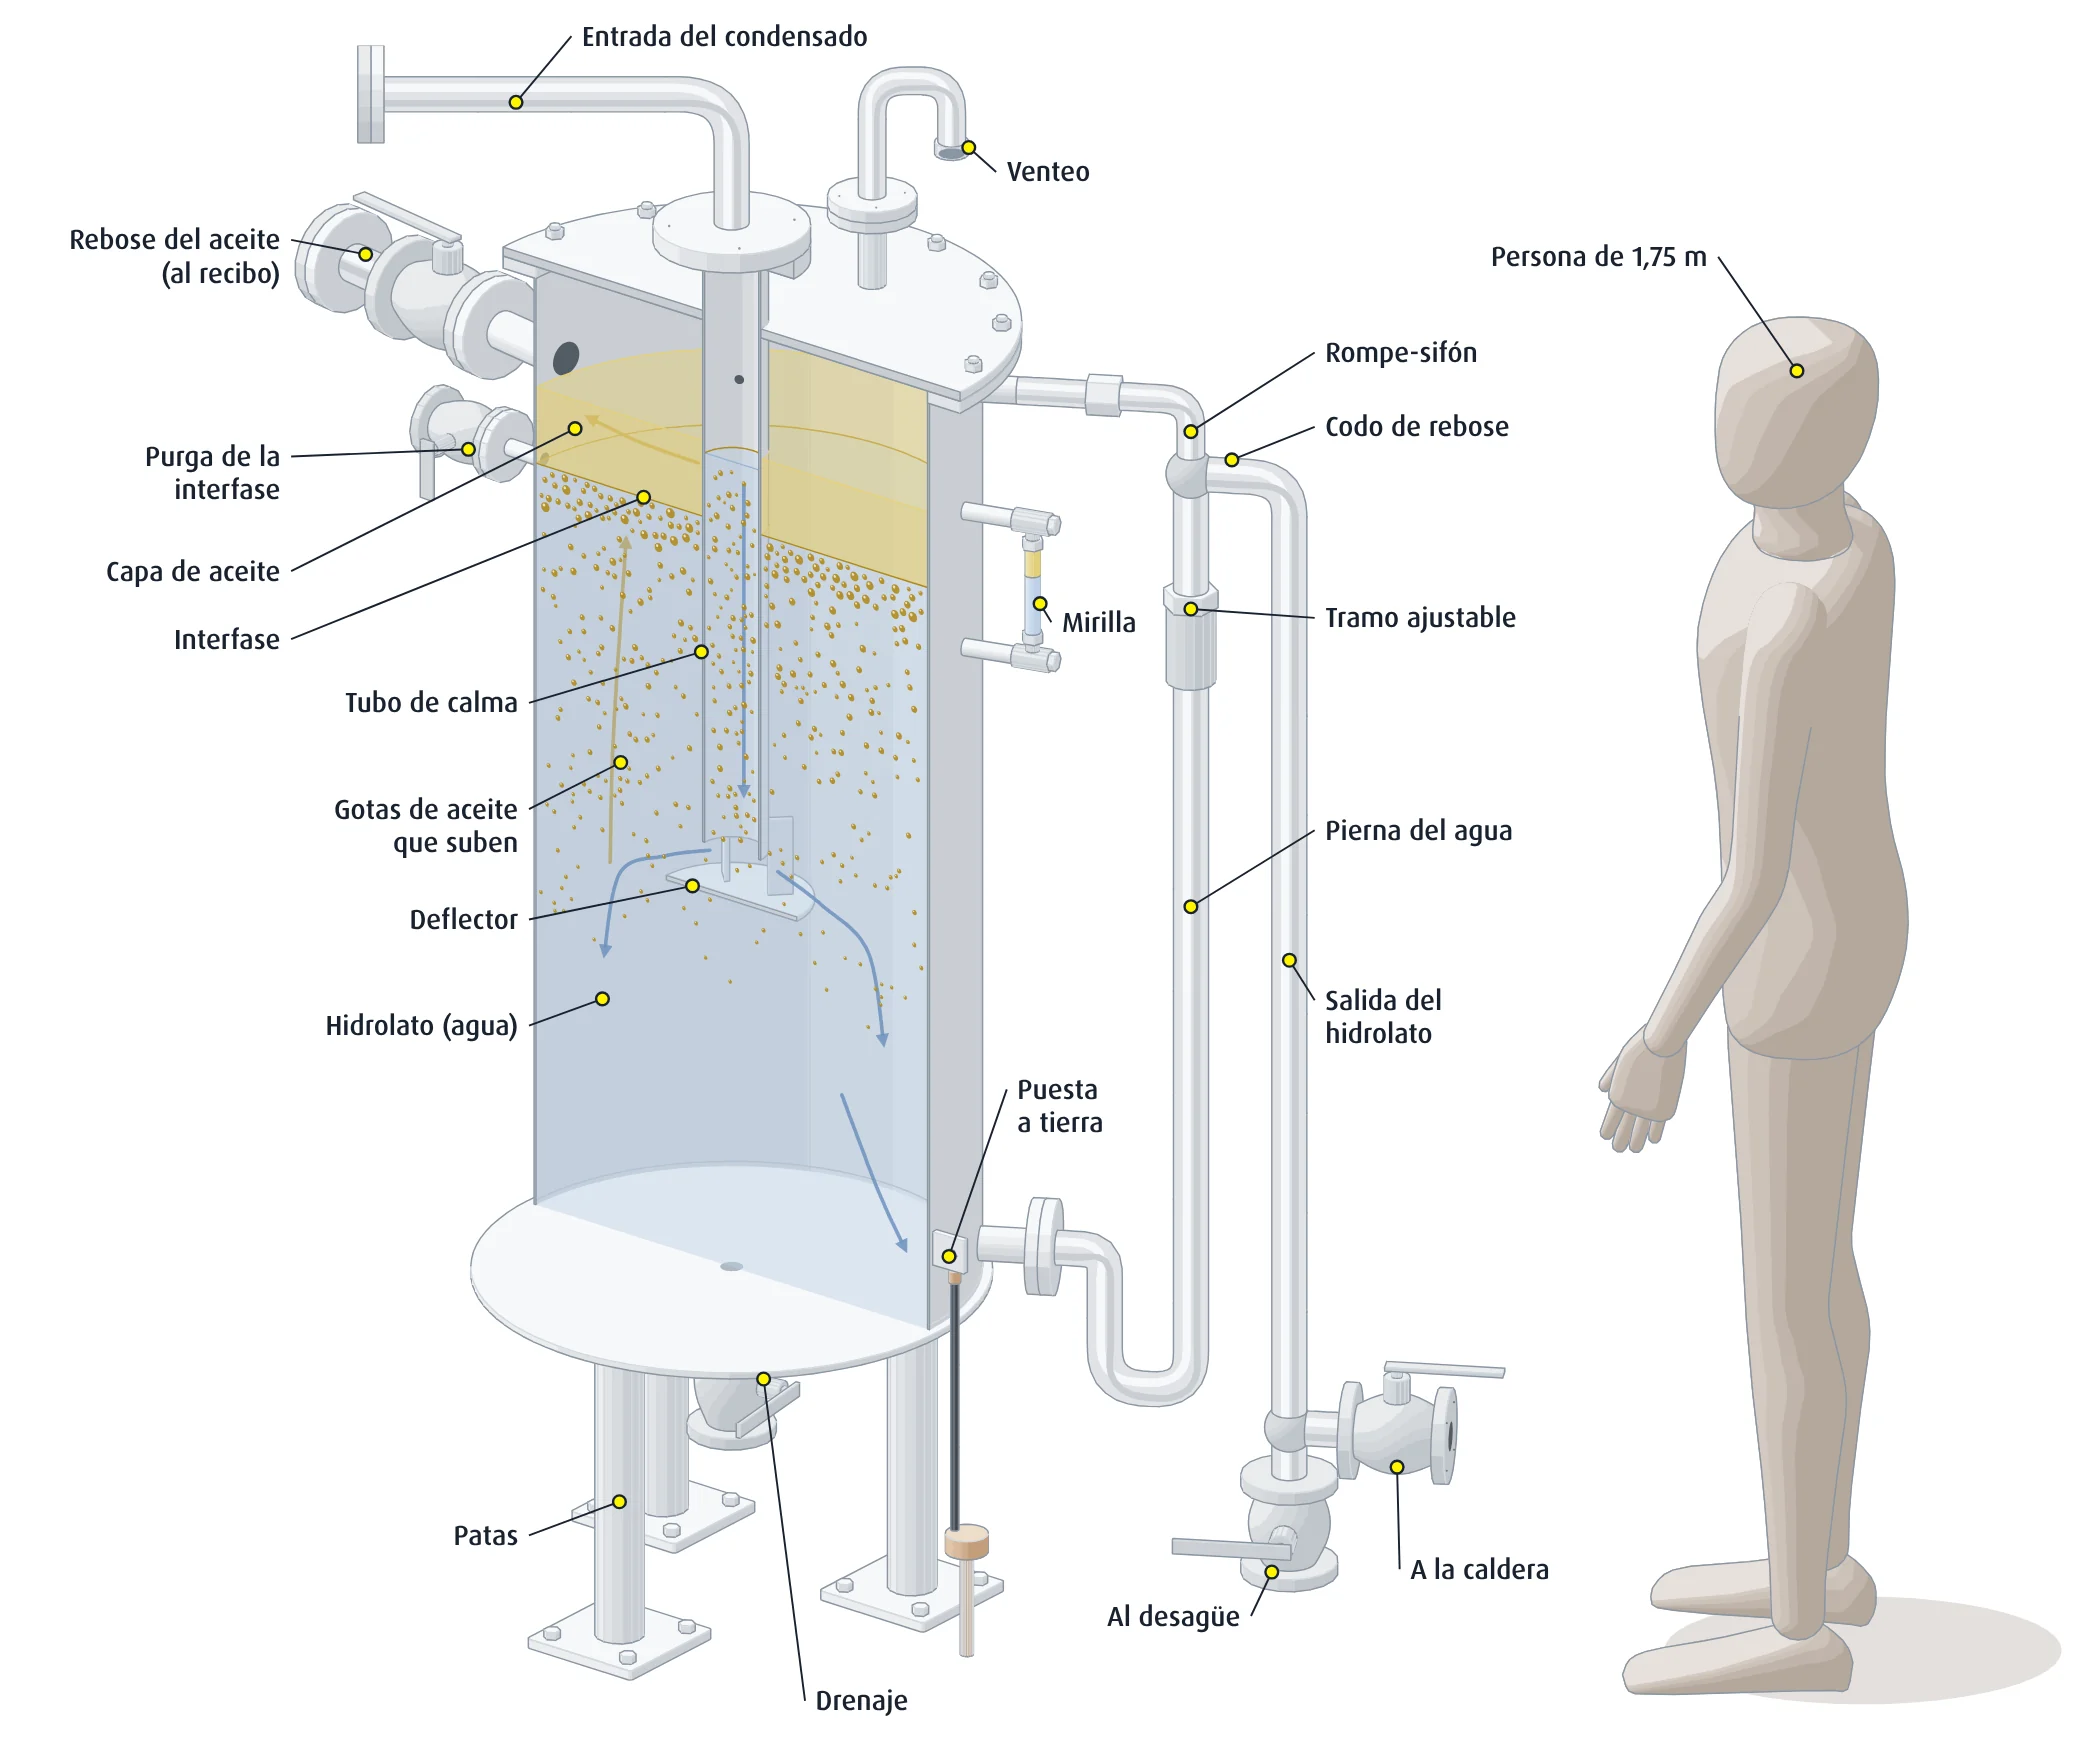 Entrada del condensado
Venteo
Rebose del aceite
(al recibo)
Persona de 1,75 m
Rompe-sifón
Codo de rebose
Purga de la
interfase
Capa de aceite
Interfase
Mirilla
Tramo ajustable
Tubo de calma
Gotas de aceite
que suben
Pierna del agua
Deflector
Hidrolato (agua)
Salida del
hidrolato
Puesta
a tierra
Patas
A la caldera
Al desagüe
Drenaje